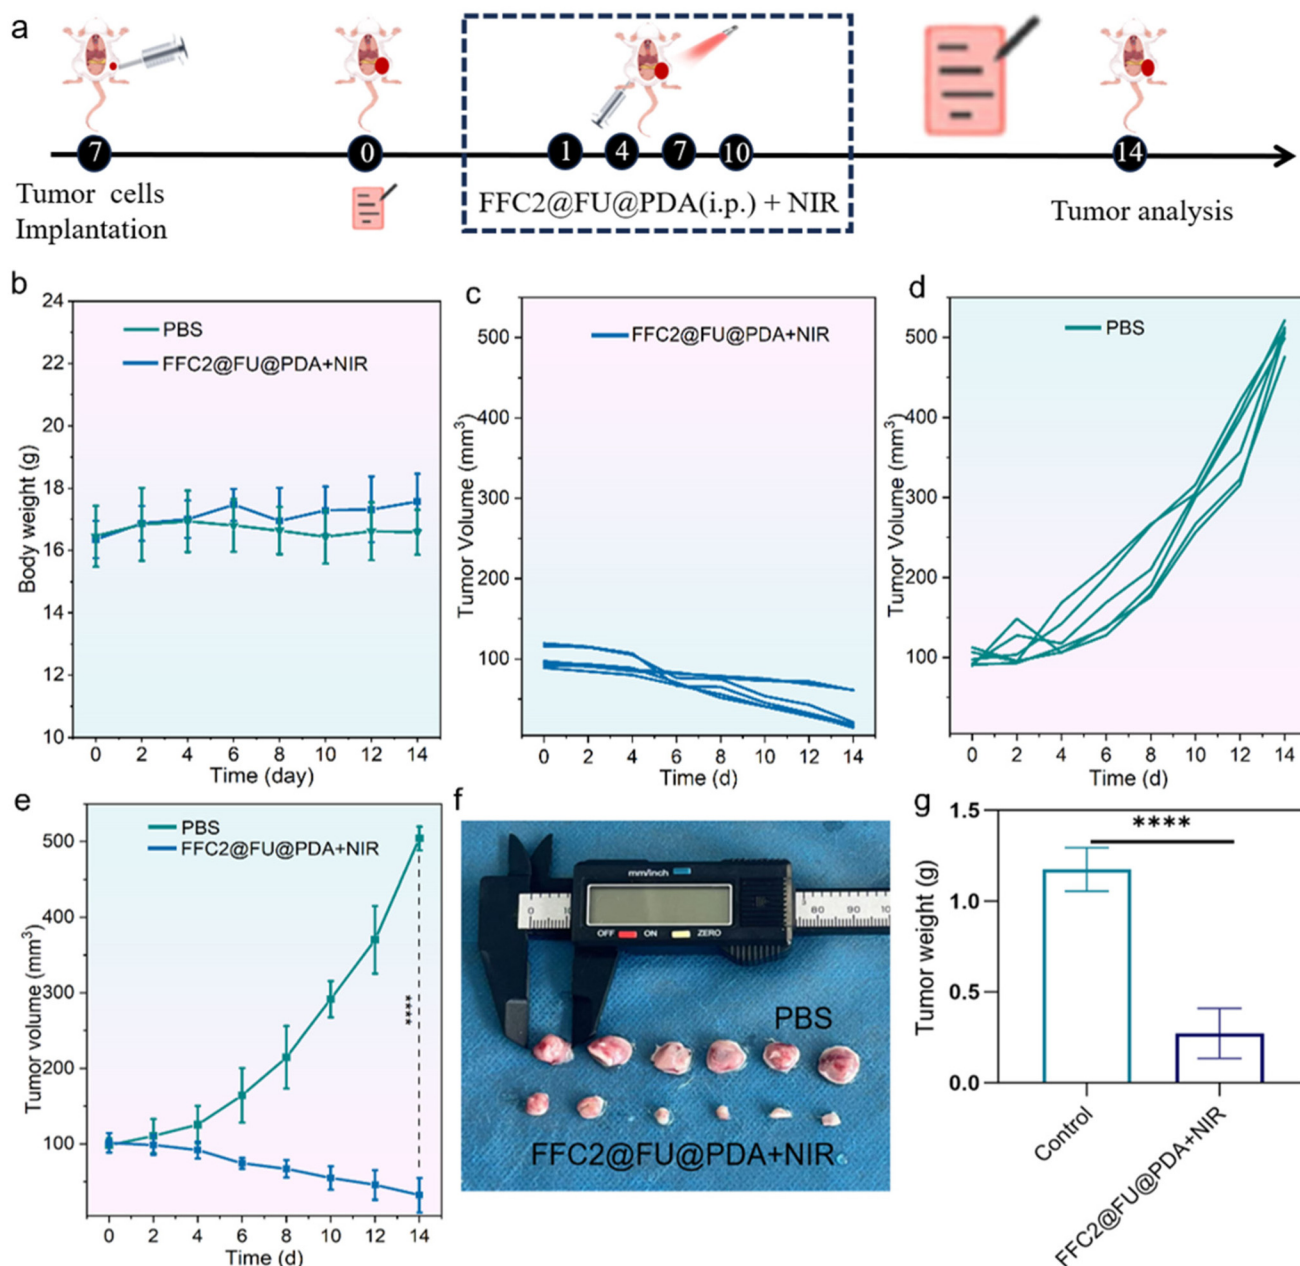 a
7
0
1
4
7
10
14
Tumor cells
Implantation
FFC2@FU@PDA(i.p.) + NIR
Tumor analysis
b
24
22
20
18
16
14
12
10
Body weight (g)
PBS
FFC2@FU@PDA+NIR
0 2 4 6 8 10 12 14
Time (day)
c
500
400
300
200
100
Tumor Volume (mm³)
FFC2@FU@PDA+NIR
0 2 4 6 8 10 12 14
Time (d)
d
500
400
300
200
100
Tumor Volume (mm³)
PBS
0 2 4 6 8 10 12 14
Time (d)
e
500
400
300
200
100
Tumor volume (mm³)
PBS
FFC2@FU@PDA+NIR
****
0 2 4 6 8 10 12 14
Time (d)
f
mm/inch
OFF ON ZERO
0
80 90
PBS
FFC2@FU@PDA+NIR
g
1.5
1.0
0.5
0.0
Tumor weight (g)
****
Control
FFC2@FU@PDA+NIR